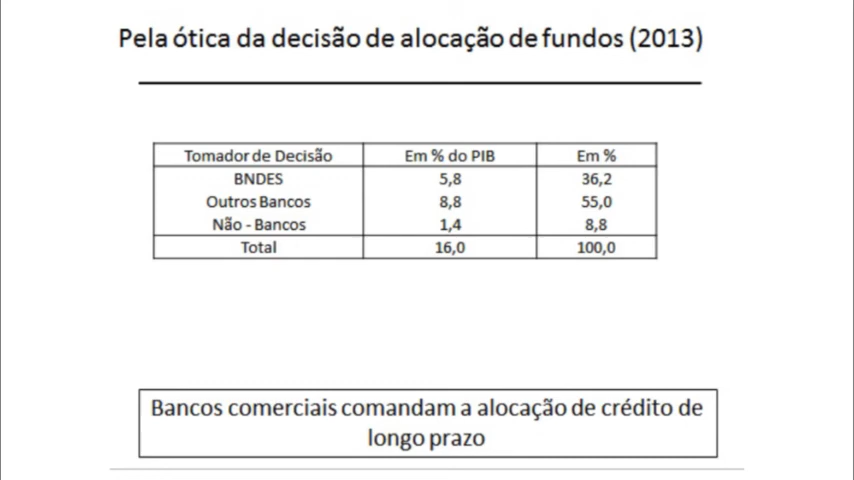 Pela ótica da decisão de alocação de fundos (2013)
Tomador de Decisão Em % do PIB Em %
BNDES 5,8 36,2
Outros Bancos 8,8 55,0
Não - Bancos 1,4 8,8
Total 16,0 100,0
Bancos comerciais comandam a alocação de crédito de
longo prazo